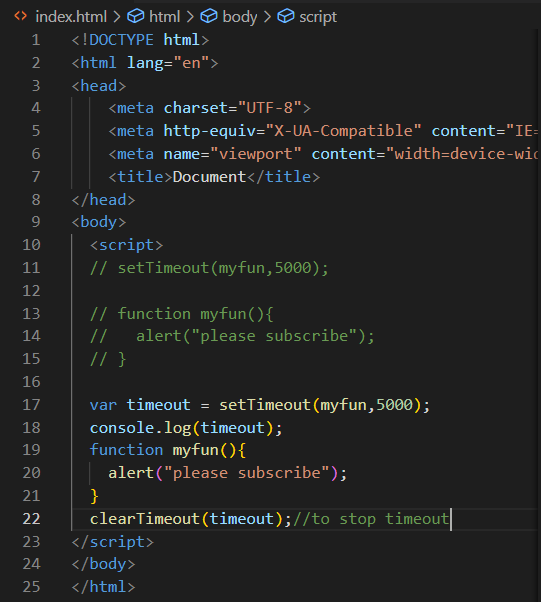 index.html > html > body > script
1 <!DOCTYPE html>
2 <html lang="en">
3 <head>
4     <meta charset="UTF-8">
5     <meta http-equiv="X-UA-Compatible" content="IE=
6     <meta name="viewport" content="width=device-wid
7     <title>Document</title>
8 </head>
9 <body>
10   <script>
11   // setTimeout(myfun,5000);
12
13   // function myfun(){
14   //   alert("please subscribe");
15   // }
16
17   var timeout = setTimeout(myfun,5000);
18   console.log(timeout);
19   function myfun(){
20     alert("please subscribe");
21   }
22   clearTimeout(timeout);//to stop timeout
23 </script>
24 </body>
25 </html>